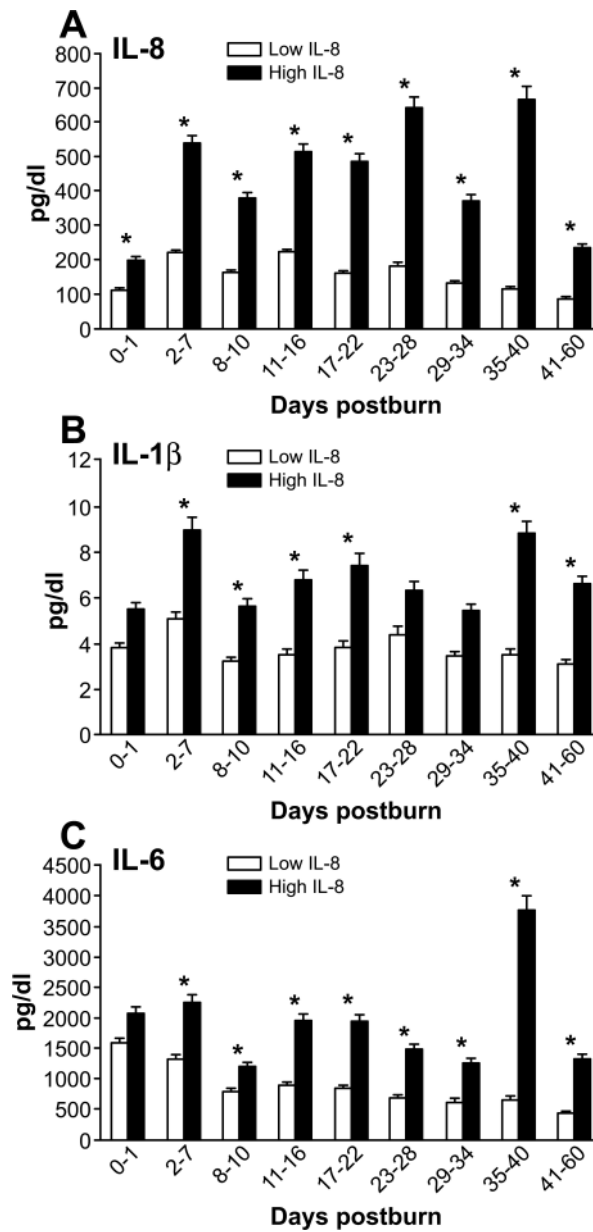 A IL-8
Low IL-8
High IL-8
800
700
600
500
400
300
200
100
0
pg/dl
* * * * * * * * *
0-1 2-7 8-10 11-16 17-22 23-28 29-34 35-40 41-60
Days postburn
B IL-1β
Low IL-8
High IL-8
12
10
8
6
4
2
0
pg/dl
* * * * * *
0-1 2-7 8-10 11-16 17-22 23-28 29-34 35-40 41-60
Days postburn
C IL-6
Low IL-8
High IL-8
4500
4000
3500
3000
2500
2000
1500
1000
500
0
pg/dl
* * * * * * * *
0-1 2-7 8-10 11-16 17-22 23-28 29-34 35-40 41-60
Days postburn